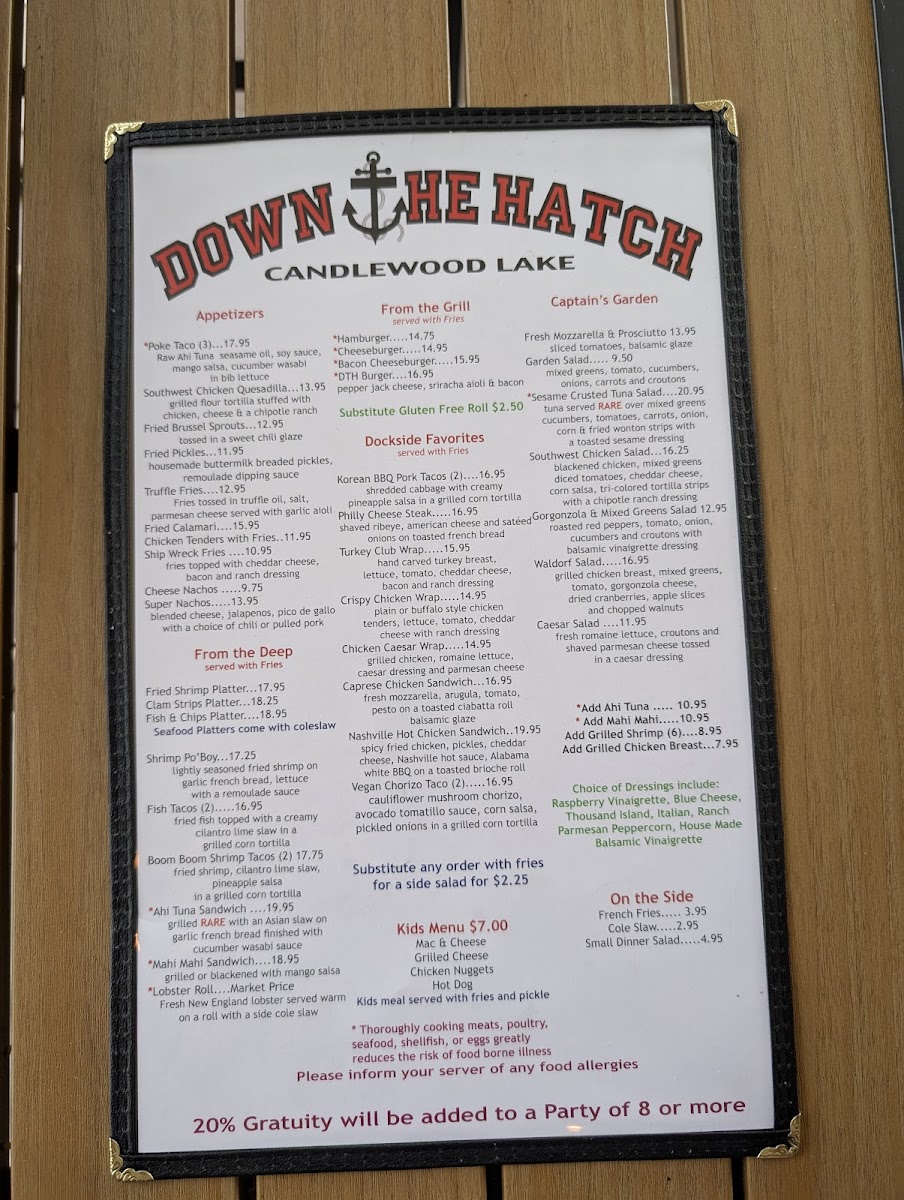 DOWN THE HATCH
CANDLEWOOD LAKE
Appetizers
*Poke Taco (3)...17.95
Raw Ahi Tuna seasame oil, soy sauce,
mango salsa, cucumber wasabi
in bib lettuce
Southwest Chicken Quesadilla...13.95
grilled flour tortilla stuffed with
chicken, cheese & a chipotle ranch
Fried Brussel Sprouts...12.95
tossed in a sweet chili glaze
Fried Pickles...11.95
housemade buttermilk breaded pickles,
remoulade dipping sauce
Truffle Fries....12.95
Fries tossed in truffle oil, salt,
parmesan cheese served with garlic aioli
Fried Calamari....15.95
Chicken Tenders with Fries..11.95
Ship Wreck Fries ....10.95
fries topped with cheddar cheese,
bacon and ranch dressing
Cheese Nachos .....9.75
Super Nachos.....13.95
blended cheese, jalapenos, pico de gallo
with a choice of chili or pulled pork
From the Deep
served with Fries
Fried Shrimp Platter...17.95
Clam Strips Platter...18.25
Fish & Chips Platter....18.95
Seafood Platters come with coleslaw
Shrimp Po'Boy...17.25
lightly seasoned fried shrimp on
garlic french bread, lettuce
with a remoulade sauce
Fish Tacos (2).....16.95
fried fish topped with a creamy
cilantro lime slaw in a
grilled corn tortilla
Boom Boom Shrimp Tacos (2) 17.75
fried shrimp, cilantro lime slaw,
pineapple salsa
in a grilled corn tortilla
*Ahi Tuna Sandwich ....19.95
grilled RARE with an Asian slaw on
garlic french bread finished with
cucumber wasabi sauce
*Mahi Mahi Sandwich....18.95
grilled or blackened with mango salsa
*Lobster Roll....Market Price
Fresh New England lobster served warm
on a roll with a side cole slaw
From the Grill
served with Fries
*Hamburger.....14.75
*Cheeseburger.....14.95
*Bacon Cheeseburger.....15.95
*DTH Burger....16.95
pepper jack cheese, sriracha aioli & bacon
Substitute Gluten Free Roll $2.50
Dockside Favorites
served with Fries
Korean BBQ Pork Tacos (2)....16.95
shredded cabbage with creamy
pineapple salsa in a grilled corn tortilla
Philly Cheese Steak.....16.95
shaved ribeye, american cheese and sateed
onions on toasted french bread
Turkey Club Wrap.....15.95
hand carved turkey breast,
lettuce, tomato, cheddar cheese,
bacon and ranch dressing
Crispy Chicken Wrap.....14.95
plain or buffalo style chicken
tenders, lettuce, tomato, cheddar
cheese with ranch dressing
Chicken Caesar Wrap.....14.95
grilled chicken, romaine lettuce,
caesar dressing and parmesan cheese
Caprese Chicken Sandwich...16.95
fresh mozzarella, arugula, tomato,
pesto on a toasted ciabatta roll
balsamic glaze
Nashville Hot Chicken Sandwich..19.95
spicy fried chicken, pickles, cheddar
cheese, Nashville hot sauce, Alabama
white BBQ on a toasted brioche roll
Vegan Chorizo Taco (2).....16.95
cauliflower mushroom chorizo,
avocado tomatillo sauce, corn salsa,
pickled onions in a grilled corn tortilla
Substitute any order with fries
for a side salad for $2.25
Kids Menu $7.00
Mac & Cheese
Grilled Cheese
Chicken Nuggets
Hot Dog
Kids meal served with fries and pickle
Captain's Garden
Fresh Mozzarella & Prosciutto 13.95
sliced tomatoes, balsamic glaze
Garden Salad..... 9.50
mixed greens, tomato, cucumbers,
onions, carrots and croutons
*Sesame Crusted Tuna Salad....20.95
tuna served RARE over mixed greens
cucumbers, tomatoes, carrots, onion,
corn & fried wonton strips with
a toasted sesame dressing
Southwest Chicken Salad...16.25
blackened chicken, mixed greens
diced tomatoes, cheddar cheese,
corn salsa, tri-colored tortilla strips
with a chipotle ranch dressing
Gorgonzola & Mixed Greens Salad 12.95
roasted red peppers, tomato, onion,
cucumbers and croutons with
balsamic vinaigrette dressing
Waldorf Salad.....16.95
grilled chicken breast, mixed greens,
tomato, gorgonzola cheese,
dried cranberries, apple slices
and chopped walnuts
Caesar Salad ....11.95
fresh romaine lettuce, croutons and
shaved parmesan cheese tossed
in a caesar dressing
*Add Ahi Tuna ..... 10.95
* Add Mahi Mahi.....10.95
Add Grilled Shrimp (6)....8.95
Add Grilled Chicken Breast...7.95
Choice of Dressings include:
Raspberry Vinaigrette, Blue Cheese,
Thousand Island, Italian, Ranch
Parmesan Peppercorn, House Made
Balsamic Vinaigrette
On the Side
French Fries..... 3.95
Cole Slaw.....2.95
Small Dinner Salad.....4.95
* Thoroughly cooking meats, poultry,
seafood, shellfish, or eggs greatly
reduces the risk of food borne illness
Please inform your server of any food allergies
20% Gratuity will be added to a Party of 8 or more